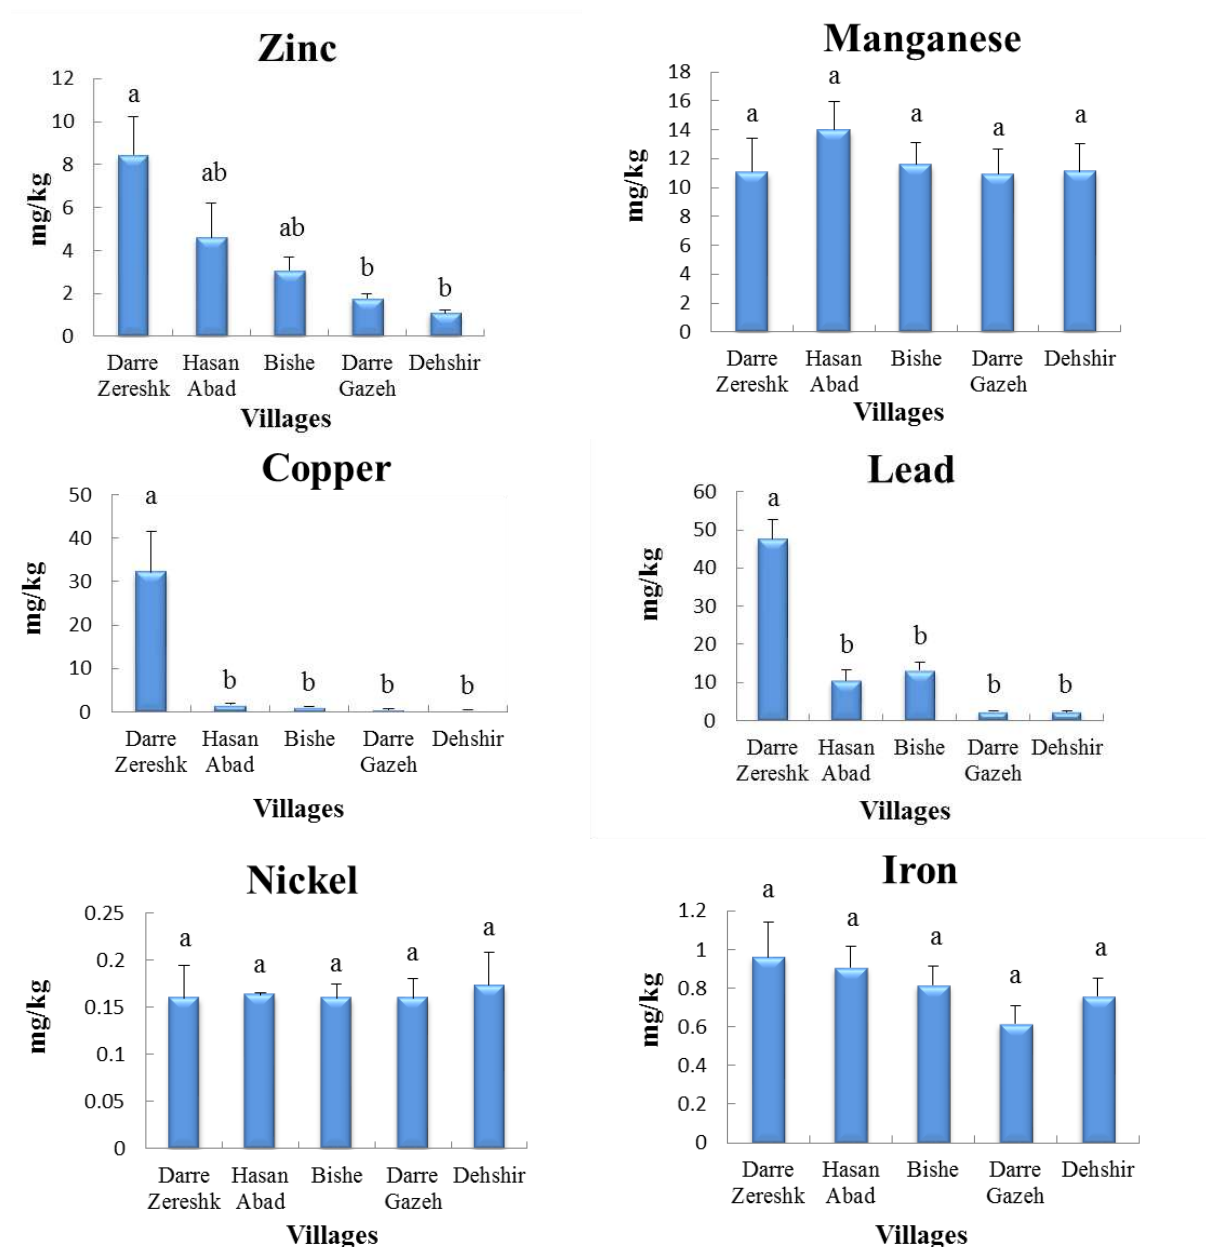 Zinc
12
10
8
6
4
2
0
mg/kg
a
ab
ab
b
b
Darre Zereshk
Hasan Abad
Bishe
Darre Gazeh
Dehshir
Villages
Manganese
18
16
14
12
10
8
6
4
2
0
mg/kg
a
a
a
a
a
Darre Zereshk
Hasan Abad
Bishe
Darre Gazeh
Dehshir
Villages
Copper
50
40
30
20
10
0
mg/kg
a
b
b
b
b
Darre Zereshk
Hasan Abad
Bishe
Darre Gazeh
Dehshir
Villages
Lead
60
50
40
30
20
10
0
mg/kg
a
b
b
b
b
Darre Zereshk
Hasan Abad
Bishe
Darre Gazeh
Dehshir
Villages
Nickel
0.25
0.2
0.15
0.1
0.05
0
mg/kg
a
a
a
a
a
Darre Zereshk
Hasan Abad
Bishe
Darre Gazeh
Dehshir
Villages
Iron
1.2
1
0.8
0.6
0.4
0.2
0
mg/kg
a
a
a
a
a
Darre Zereshk
Hasan Abad
Bishe
Darre Gazeh
Dehshir
Villages